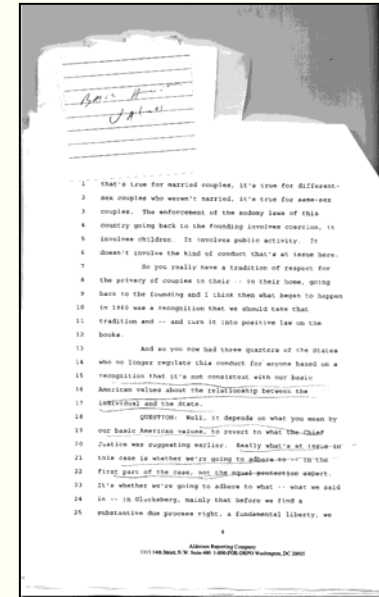 Basic
Values
1 that's true for married couples, it's true for different-
2 sex couples who weren't married, it's true for same-sex
3 couples. The enforcement of the sodomy laws of this
4 country going back to the founding involves coercion, it
5 involves children. It involves public activity. It
6 doesn't involve the kind of conduct that's at issue here.
7 So you really have a tradition of respect for
8 the privacy of couples in their -- in their home, going
9 back to the founding and I think then what began to happen
10 in 1960 was a recognition that we should take that
11 tradition and -- and turn it into positive law on the
12 books.
13 And so you now had three quarters of the States
14 who no longer regulate this conduct for anyone based on a
15 recognition that it's not consistent with our basic
16 American values about the relationship between the
17 individual and the State.
18 QUESTION: Well, it depends on what you mean by
19 our basic American values, to revert to what the Chief
20 Justice was suggesting earlier. Really what's at issue in
21 this case is whether we're going to adhere to -- in the
22 first part of the case, not the equal protection aspect.
23 It's whether we're going to adhere to what -- what we said
24 in -- in Glucksberg, mainly that before we find a
25 substantive due process right, a fundamental liberty, we
8
Alderson Reporting Company
1111 14th Street, N.W. Suite 400 1-800-FOR-DEPO Washington, DC 20005